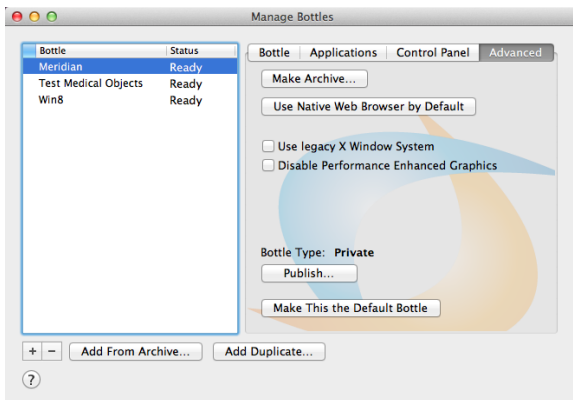 Manage Bottles
Bottle Status
Meridian Ready
Test Medical Objects Ready
Win8 Ready
Bottle Applications Control Panel Advanced
Make Archive...
Use Native Web Browser by Default
Use legacy X Window System
Disable Performance Enhanced Graphics
Bottle Type: Private
Publish...
Make This the Default Bottle
+ − Add From Archive... Add Duplicate...
?